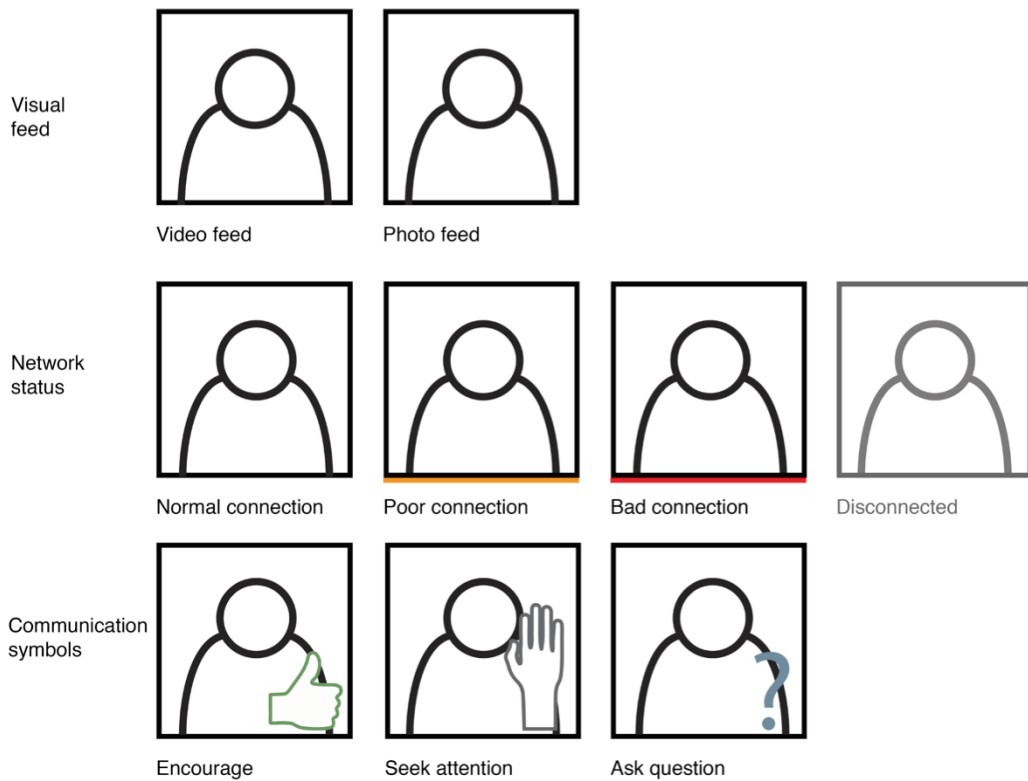 Visual
feed
Video feed
Photo feed
Network
status
Normal connection
Poor connection
Bad connection
Disconnected
Communication
symbols
Encourage
Seek attention
Ask question
?